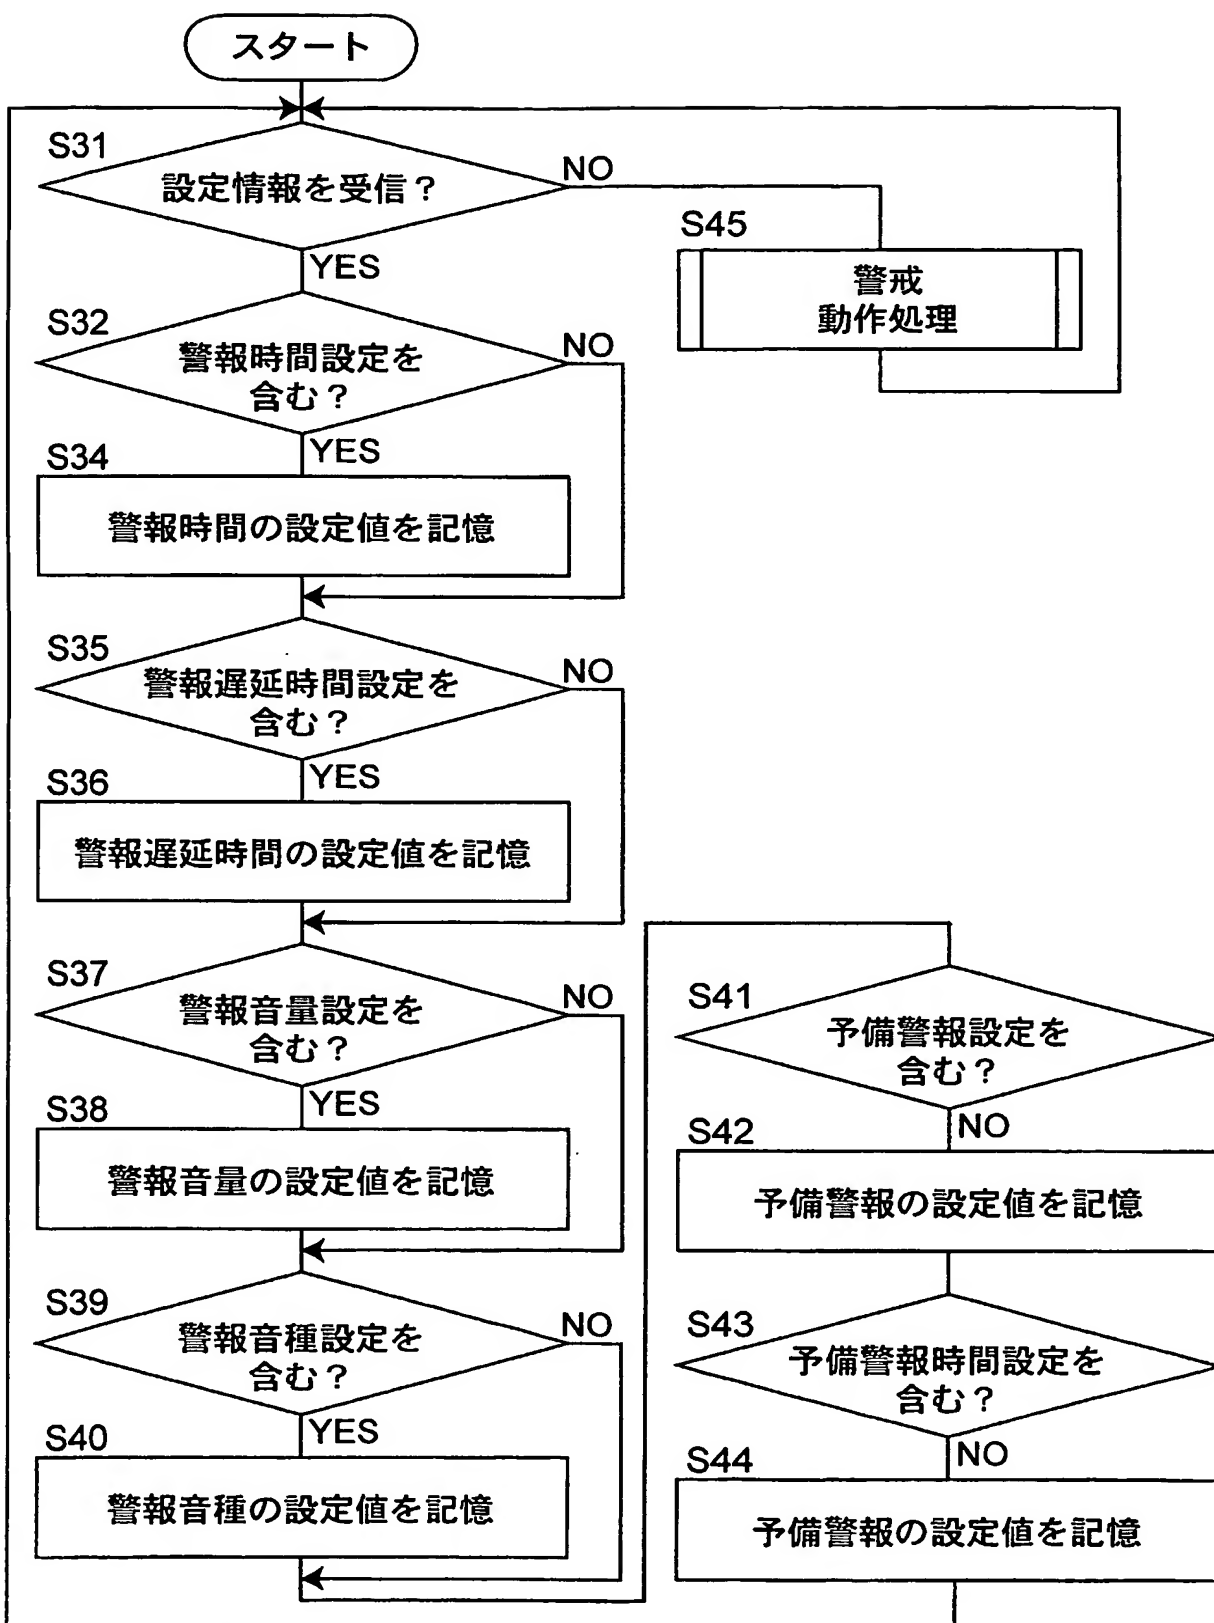 スタート
S31
設定情報を受信？
NO
YES
S45
警戒
動作処理
S32
警報時間設定を
含む？
NO
YES
S34
警報時間の設定値を記憶
S35
警報遅延時間設定を
含む？
NO
YES
S36
警報遅延時間の設定値を記憶
S37
警報音量設定を
含む？
NO
YES
S38
警報音量の設定値を記憶
S39
警報音種設定を
含む？
NO
YES
S40
警報音種の設定値を記憶
S41
予備警報設定を
含む？
NO
S42
予備警報の設定値を記憶
S43
予備警報時間設定を
含む？
NO
S44
予備警報の設定値を記憶